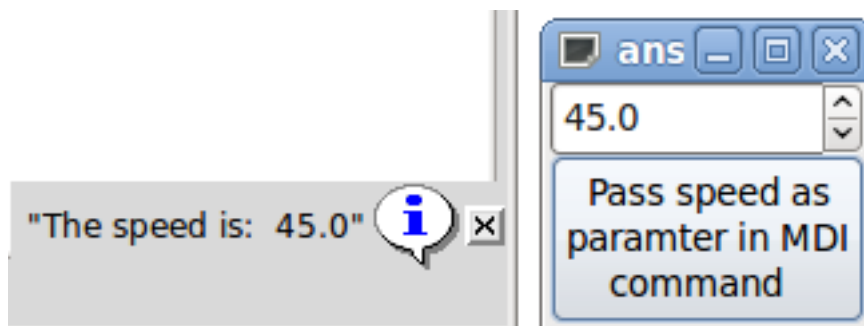 "The speed is:  45.0"
ans
45.0
Pass speed as
paramter in MDI
command